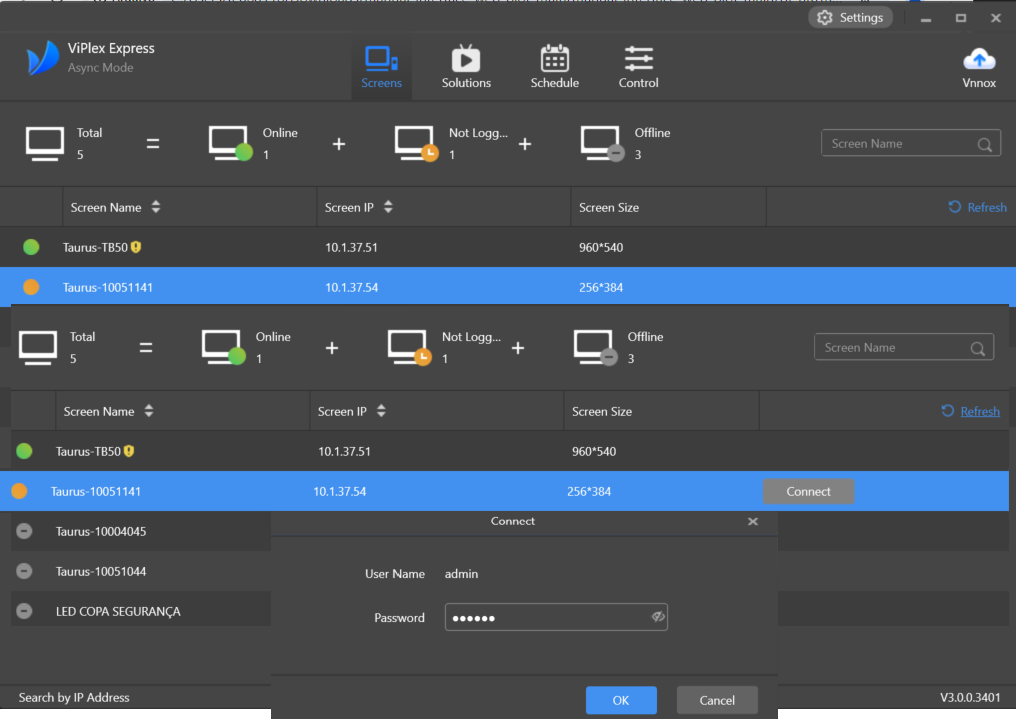 Settings
ViPlex Express
Async Mode
Screens
Solutions
Schedule
Control
Vnnox
Total
5
=
Online
1
+
Not Logg...
1
+
Offline
3
Screen Name
Screen Name
Screen IP
Screen Size
Refresh
Taurus-TB50
10.1.37.51
960*540
Taurus-10051141
10.1.37.54
256*384
Total
5
=
Online
1
+
Not Logg...
1
+
Offline
3
Screen Name
Screen Name
Screen IP
Screen Size
Refresh
Taurus-TB50
10.1.37.51
960*540
Taurus-10051141
10.1.37.54
256*384
Connect
Taurus-10004045
Taurus-10051044
LED COPA SEGURANÇA
Connect
User Name
admin
Password
••••••
OK
Cancel
Search by IP Address
V3.0.0.3401